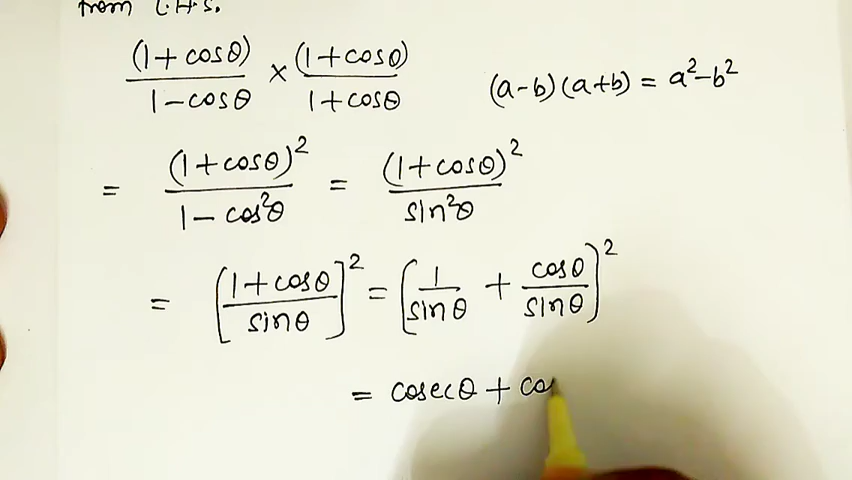 from L.H.S.
(1+cosθ)/(1-cosθ) × (1+cosθ)/(1+cosθ) (a-b)(a+b) = a²-b²
= (1+cosθ)²/(1-cos²θ) = (1+cosθ)²/sin²θ
= [(1+cosθ)/sinθ]² = (1/sinθ + cosθ/sinθ)²
= cosecθ + co